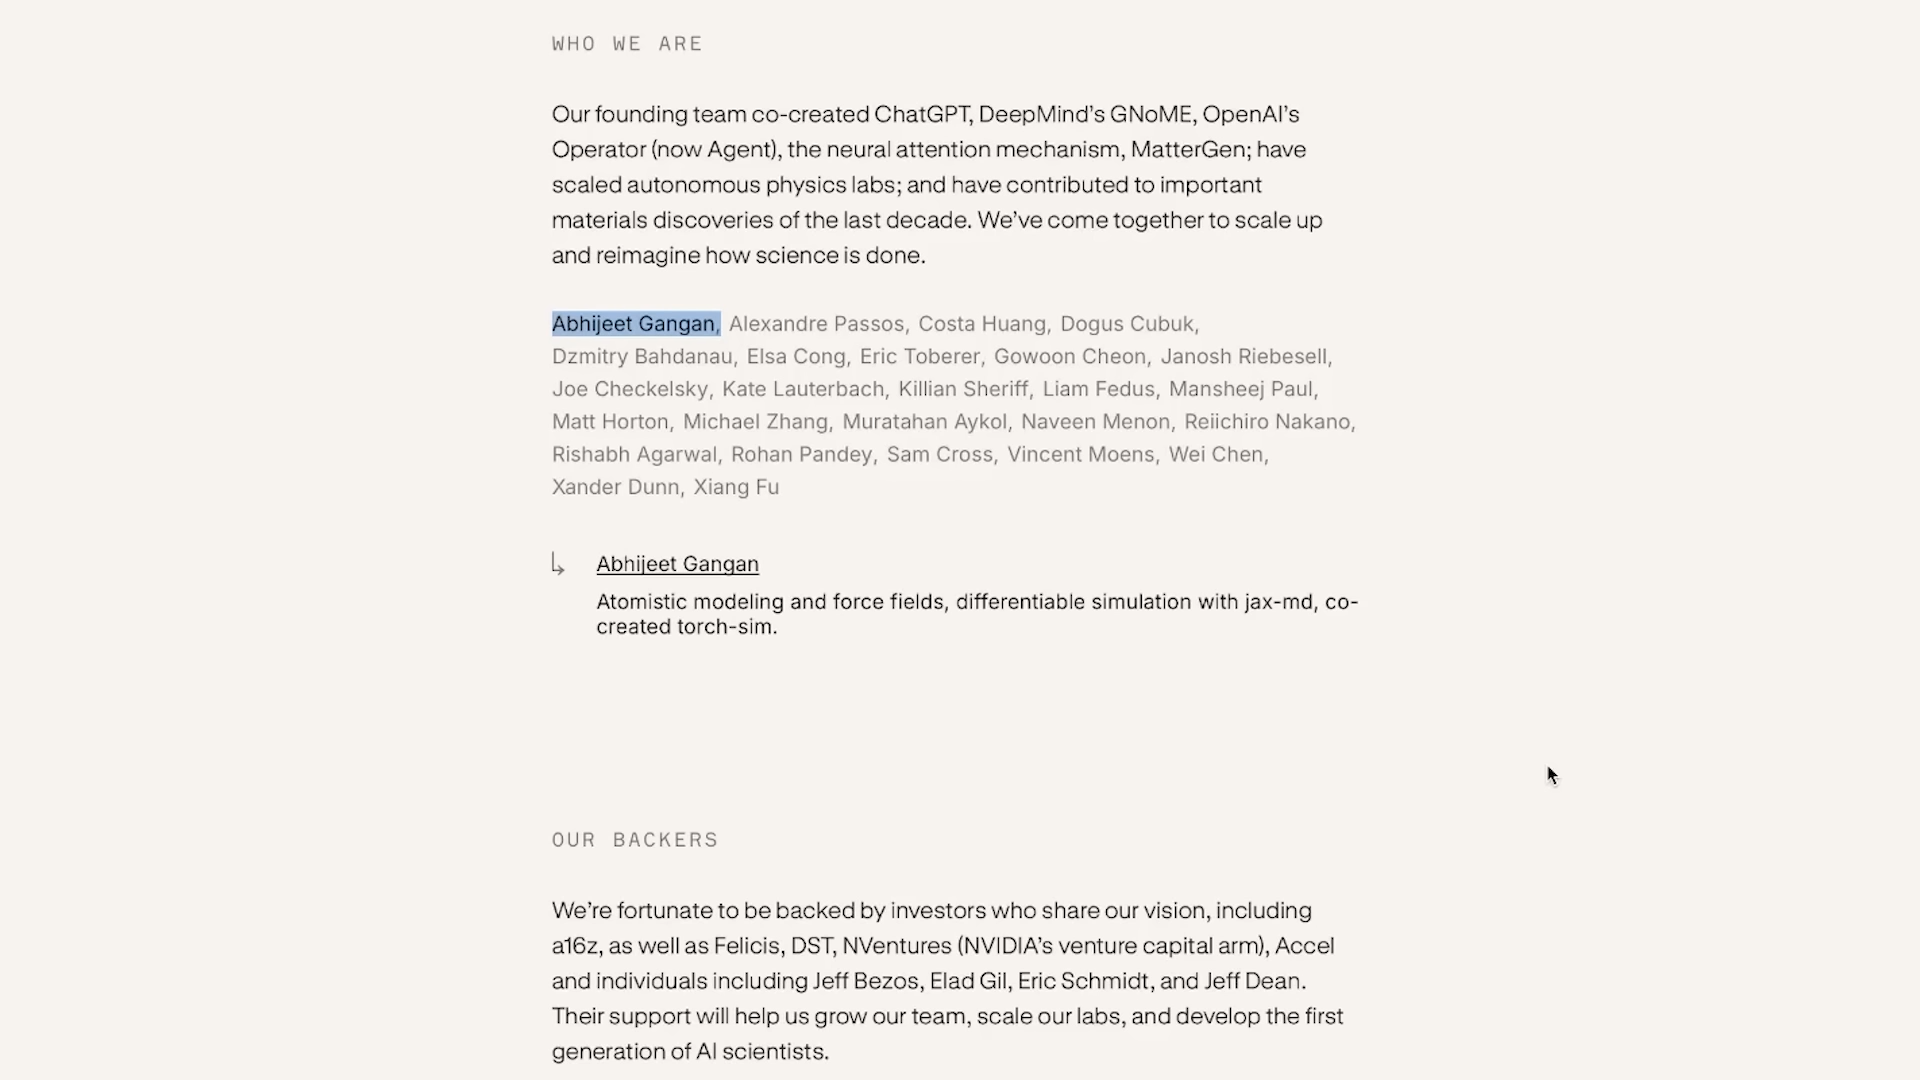 WHO WE ARE
Our founding team co-created ChatGPT, DeepMind's GNoME, OpenAI's
Operator (now Agent), the neural attention mechanism, MatterGen; have
scaled autonomous physics labs; and have contributed to important
materials discoveries of the last decade. We've come together to scale up
and reimagine how science is done.
Abhijeet Gangan, Alexandre Passos, Costa Huang, Dogus Cubuk,
Dzmitry Bahdanau, Elsa Cong, Eric Toberer, Gowoon Cheon, Janosh Riebesell,
Joe Checkelsky, Kate Lauterbach, Killian Sheriff, Liam Fedus, Mansheej Paul,
Matt Horton, Michael Zhang, Muratahan Aykol, Naveen Menon, Reiichiro Nakano,
Rishabh Agarwal, Rohan Pandey, Sam Cross, Vincent Moens, Wei Chen,
Xander Dunn, Xiang Fu
Abhijeet Gangan
Atomistic modeling and force fields, differentiable simulation with jax-md, co-
created torch-sim.
OUR BACKERS
We're fortunate to be backed by investors who share our vision, including
a16z, as well as Felicis, DST, NVentures (NVIDIA's venture capital arm), Accel
and individuals including Jeff Bezos, Elad Gil, Eric Schmidt, and Jeff Dean.
Their support will help us grow our team, scale our labs, and develop the first
generation of AI scientists.